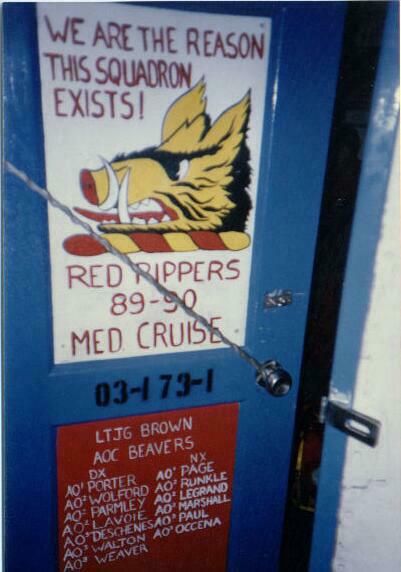 WE ARE THE REASON
THIS SQUADRON
EXISTS!
RED RIPPERS
89-90
MED CRUISE
03-173-1
LTJG BROWN
AOC BEAVERS
DX
AO¹ PORTER
AO² WOLFORD
AO² PARMLEY
AO² LAVOIE
AO³ DESCHENES
AO³ WALTON
AO³ WEAVER
NX
AO¹ PAGE
AO² RUNKLE
AO² LEGRAND
AO³ MARSHALL
AO³ PAUL
AO³ OCCENA